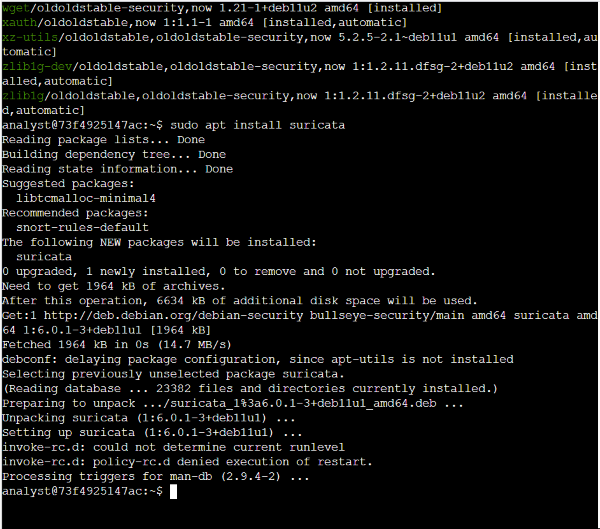 wget/oldoldstable-security,now 1.21-1+deb11u2 amd64 [installed]
xauth/oldoldstable,now 1:1.1-1 amd64 [installed,automatic]
xz-utils/oldoldstable,oldoldstable-security,now 5.2.5-2.1~deb11u1 amd64 [installed,au
tomatic]
zlib1g-dev/oldoldstable,oldoldstable-security,now 1:1.2.11.dfsg-2+deb11u2 amd64 [inst
alled,automatic]
zlib1g/oldoldstable,oldoldstable-security,now 1:1.2.11.dfsg-2+deb11u2 amd64 [installe
d,automatic]
analyst@73f4925147ac:~$ sudo apt install suricata
Reading package lists... Done
Building dependency tree... Done
Reading state information... Done
Suggested packages:
  libtcmalloc-minimal4
Recommended packages:
  snort-rules-default
The following NEW packages will be installed:
  suricata
0 upgraded, 1 newly installed, 0 to remove and 0 not upgraded.
Need to get 1964 kB of archives.
After this operation, 6634 kB of additional disk space will be used.
Get:1 http://deb.debian.org/debian-security bullseye-security/main amd64 suricata amd
64 1:6.0.1-3+deb11u1 [1964 kB]
Fetched 1964 kB in 0s (14.7 MB/s)
debconf: delaying package configuration, since apt-utils is not installed
Selecting previously unselected package suricata.
(Reading database ... 23382 files and directories currently installed.)
Preparing to unpack .../suricata_1%3a6.0.1-3+deb11u1_amd64.deb ...
Unpacking suricata (1:6.0.1-3+deb11u1) ...
Setting up suricata (1:6.0.1-3+deb11u1) ...
invoke-rc.d: could not determine current runlevel
invoke-rc.d: policy-rc.d denied execution of restart.
Processing triggers for man-db (2.9.4-2) ...
analyst@73f4925147ac:~$